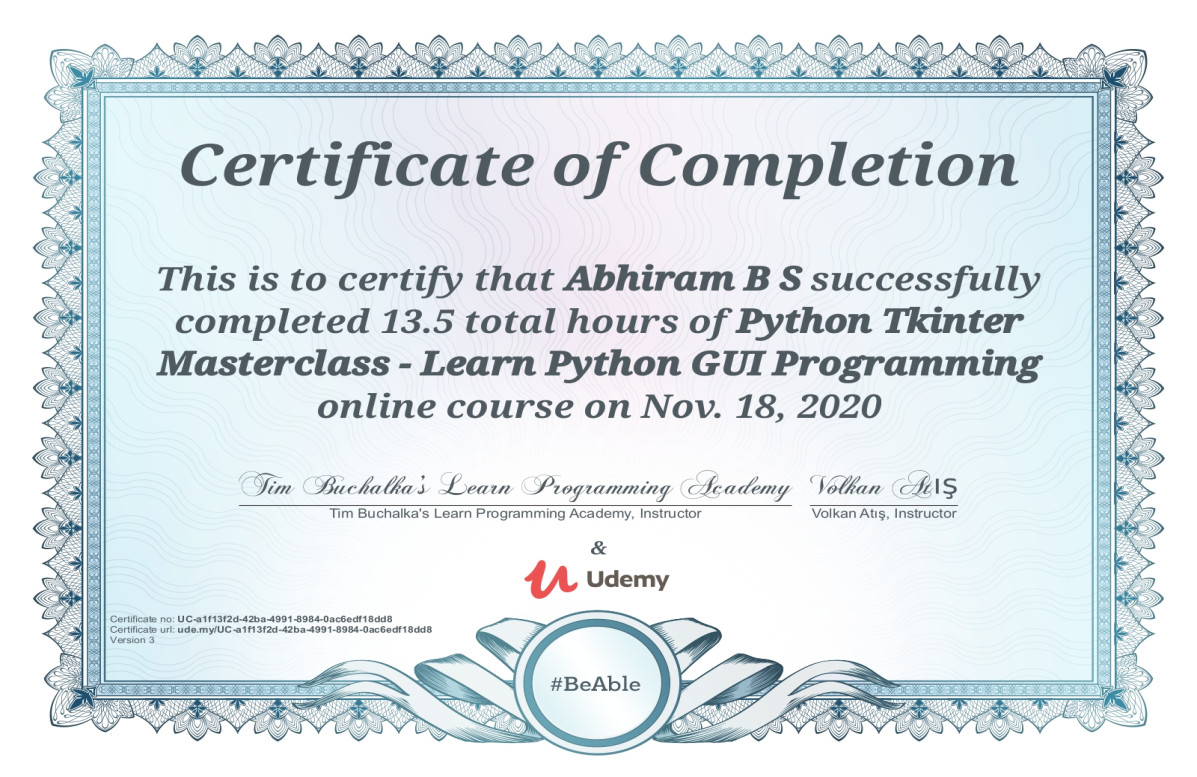 Certificate of Completion
This is to certify that Abhiram B S successfully
completed 13.5 total hours of Python Tkinter
Masterclass - Learn Python GUI Programming
online course on Nov. 18, 2020
Tim Buchalka's Learn Programming Academy Volkan Atış
Tim Buchalka's Learn Programming Academy, Instructor Volkan Atış, Instructor
&
Udemy
Certificate no: UC-a1f13f2d-42ba-4991-8984-0ac6edf18dd8
Certificate url: ude.my/UC-a1f13f2d-42ba-4991-8984-0ac6edf18dd8
Version 3
#BeAble